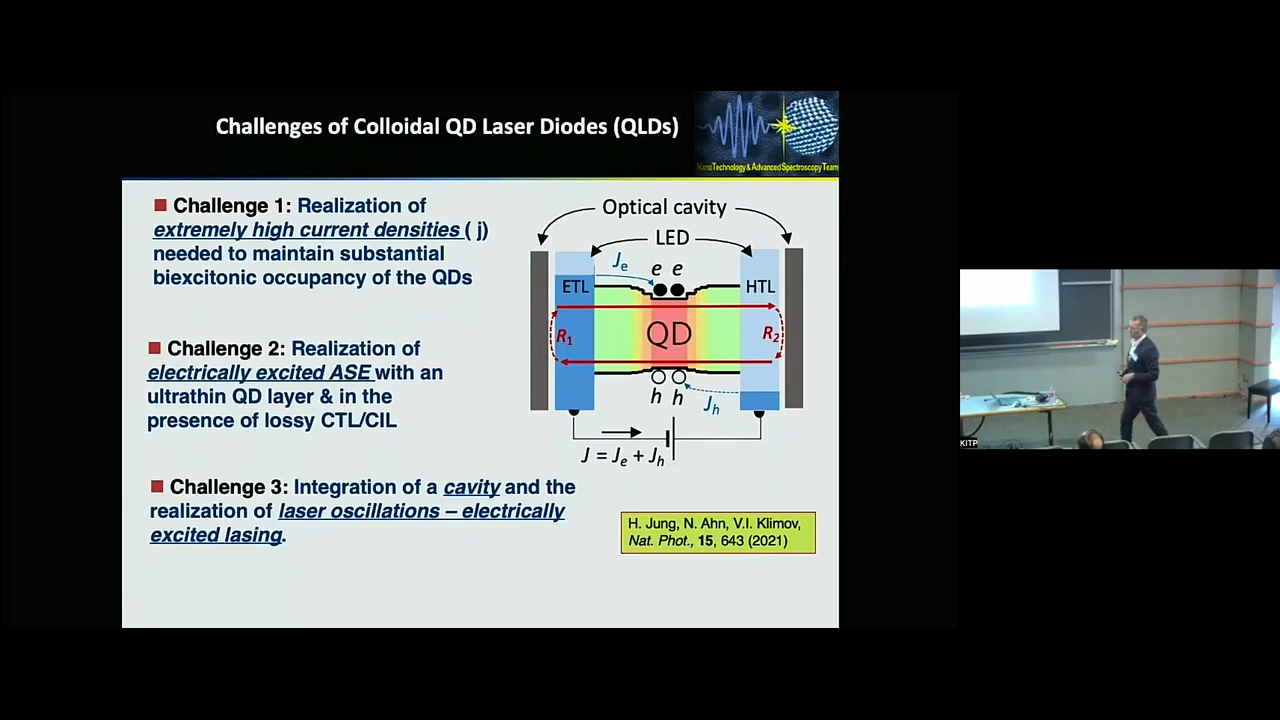 Challenges of Colloidal QD Laser Diodes (QLDs)
NanoTechnology & Advanced Spectroscopy Team
Challenge 1: Realization of
extremely high current densities ( j)
needed to maintain substantial
biexcitonic occupancy of the QDs
Challenge 2: Realization of
electrically excited ASE with an
ultrathin QD layer & in the
presence of lossy CTL/CIL
Challenge 3: Integration of a cavity and the
realization of laser oscillations – electrically
excited lasing.
Optical cavity
LED
Je
e e
ETL
HTL
R1
QD
R2
h h
Jh
J = Je + Jh
H. Jung, N. Ahn, V.I. Klimov,
Nat. Phot., 15, 643 (2021)
KITP